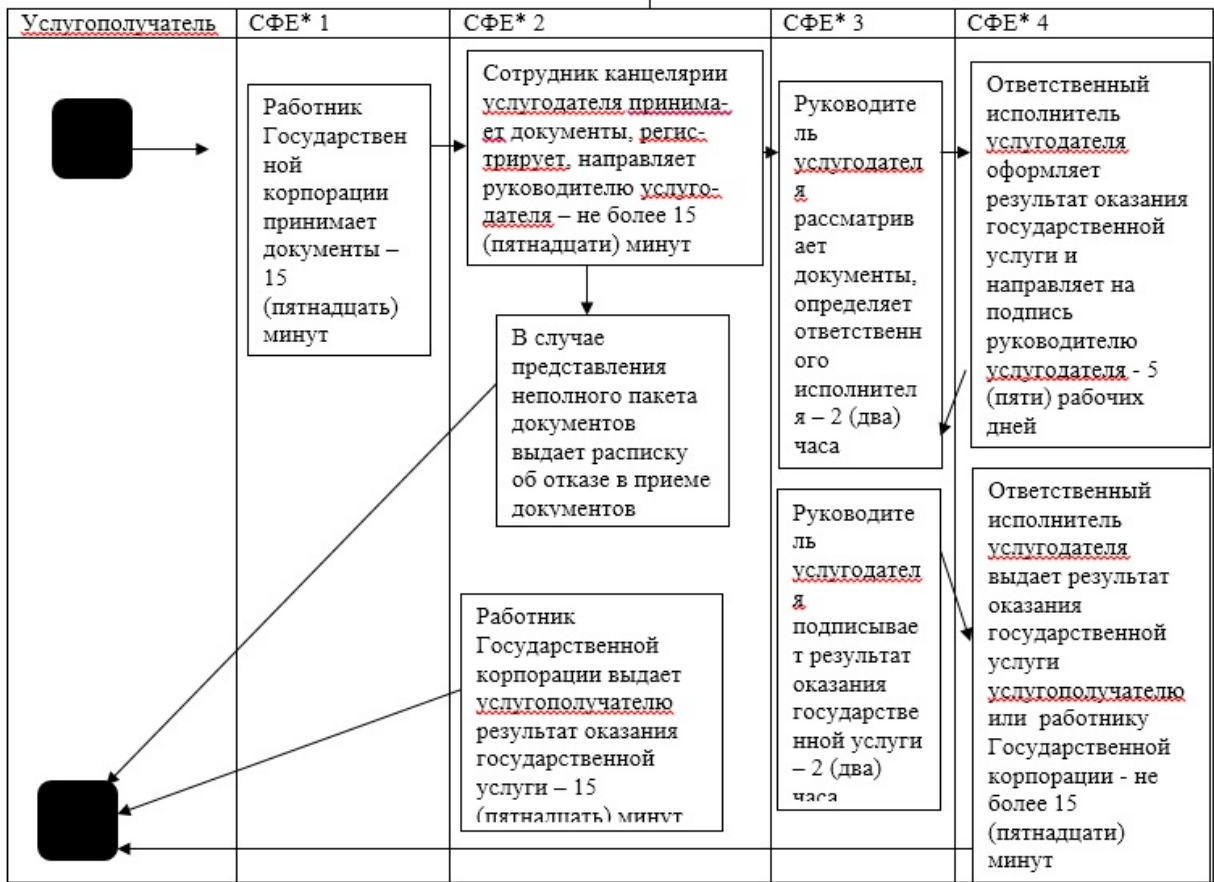 Услугополучатель
СФЕ* 1
СФЕ* 2
СФЕ* 3
СФЕ* 4
Работник
Государствен
ной
корпорации
принимает
документы –
15
(пятнадцать)
минут
Сотрудник канцелярии
услугодателя принима-
ет документы, регис-
трирует, направляет
руководителю услуго-
дателя – не более 15
(пятнадцати) минут
В случае
представления
неполного пакета
документов
выдает расписку
об отказе в приеме
документов
Работник
Государственной
корпорации выдает
услугополучателю
результат оказания
государственной
услуги – 15
(пятнадцать) минут
Руководите
ль
услугодател
я
рассматрив
ает
документы,
определяет
ответственн
ого
исполнител
я – 2 (два)
часа
Руководите
ль
услугодател
я
подписывае
т результат
оказания
государстве
нной услуги
– 2 (два)
часа
Ответственный
исполнитель
услугодателя
оформляет
результат оказания
государственной
услуги и
направляет на
подпись
руководителю
услугодателя - 5
(пяти) рабочих
дней
Ответственный
исполнитель
услугодателя
выдает результат
оказания
государственной
услуги
услугополучателю
или работнику
Государственной
корпорации - не
более 15
(пятнадцати)
минут